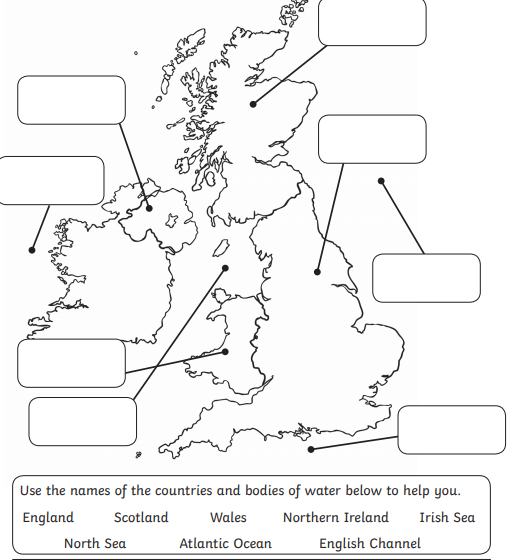 Use the names of the countries and bodies of water below to help you.
England Scotland Wales Northern Ireland Irish Sea
North Sea Atlantic Ocean English Channel